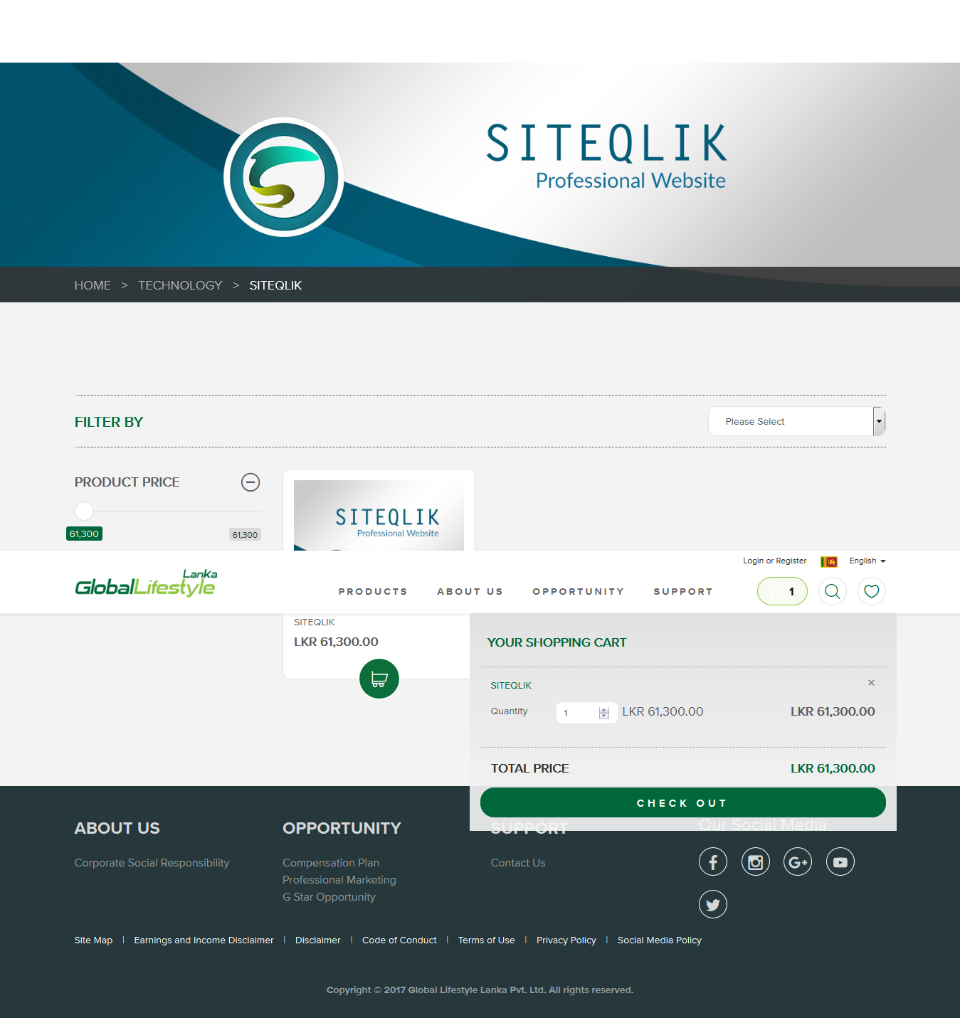 SITEQLIK
Professional Website
HOME > TECHNOLOGY > SITEQLIK
FILTER BY
Please Select
PRODUCT PRICE
61,300
61,300
SITEQLIK
Professional Website
Login or Register
English
GlobalLifestyle Lanka
PRODUCTS ABOUT US OPPORTUNITY SUPPORT
1
SITEQLIK
LKR 61,300.00
YOUR SHOPPING CART
×
SITEQLIK
Quantity 1 LKR 61,300.00 LKR 61,300.00
TOTAL PRICE LKR 61,300.00
CHECK OUT
ABOUT US
Corporate Social Responsibility
OPPORTUNITY
Compensation Plan
Professional Marketing
G Star Opportunity
SUPPORT
Contact Us
Our Social Media
Site Map | Earnings and Income Disclaimer | Disclaimer | Code of Conduct | Terms of Use | Privacy Policy | Social Media Policy
Copyright © 2017 Global Lifestyle Lanka Pvt. Ltd. All rights reserved.